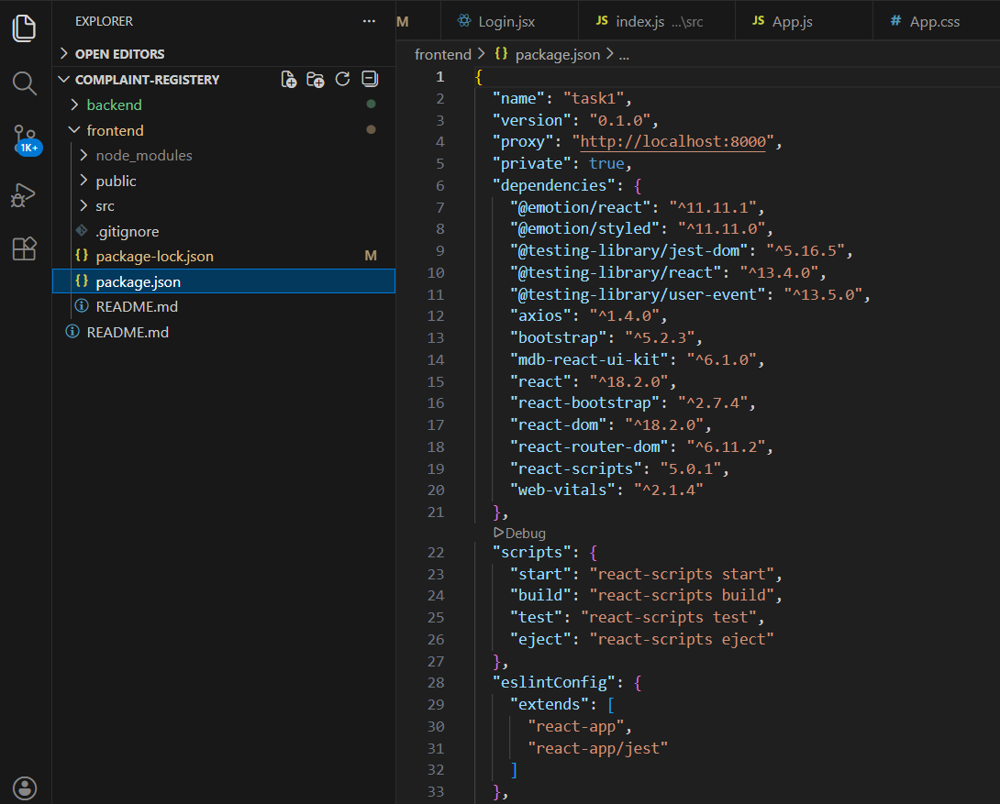 EXPLORER
OPEN EDITORS
COMPLAINT-REGISTERY
backend
frontend
node_modules
public
src
.gitignore
package-lock.json M
package.json
README.md
README.md
1K+
M Login.jsx JS index.js ...\src JS App.js # App.css
frontend > {} package.json > ...
1 {
2 "name": "task1",
3 "version": "0.1.0",
4 "proxy": "http://localhost:8000",
5 "private": true,
6 "dependencies": {
7 "@emotion/react": "^11.11.1",
8 "@emotion/styled": "^11.11.0",
9 "@testing-library/jest-dom": "^5.16.5",
10 "@testing-library/react": "^13.4.0",
11 "@testing-library/user-event": "^13.5.0",
12 "axios": "^1.4.0",
13 "bootstrap": "^5.2.3",
14 "mdb-react-ui-kit": "^6.1.0",
15 "react": "^18.2.0",
16 "react-bootstrap": "^2.7.4",
17 "react-dom": "^18.2.0",
18 "react-router-dom": "^6.11.2",
19 "react-scripts": "5.0.1",
20 "web-vitals": "^2.1.4"
21 },
Debug
22 "scripts": {
23 "start": "react-scripts start",
24 "build": "react-scripts build",
25 "test": "react-scripts test",
26 "eject": "react-scripts eject"
27 },
28 "eslintConfig": {
29 "extends": [
30 "react-app",
31 "react-app/jest"
32 ]
33 },